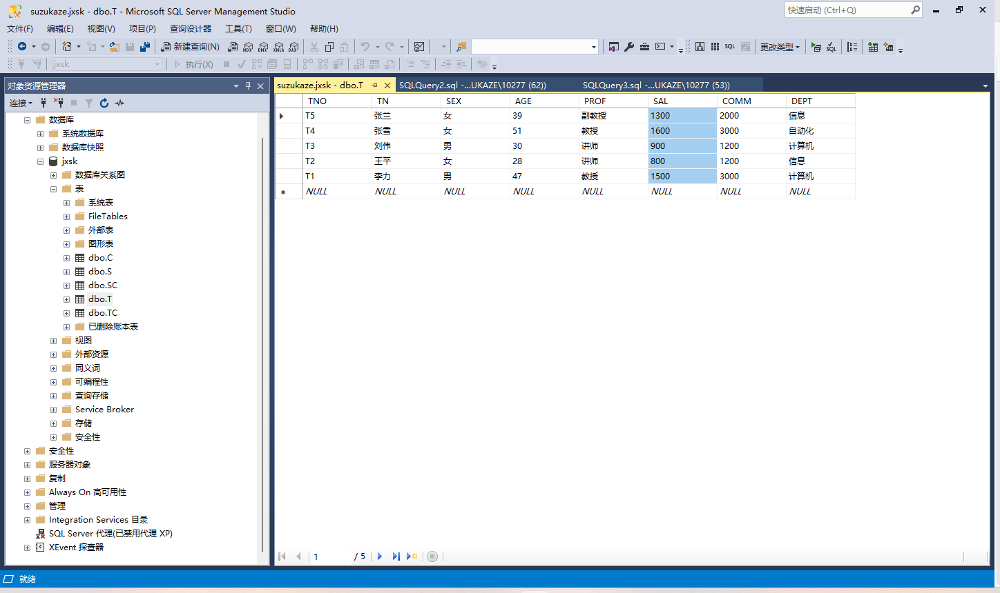 suzukaze.jxsk - dbo.T - Microsoft SQL Server Management Studio
快速启动 (Ctrl+Q)
文件(F) 编辑(E) 视图(V) 项目(P) 查询设计器 工具(T) 窗口(W) 帮助(H)
新建查询(N) MDX DMX XMLA DAX SQL 更改类型 SQL
jxsk 执行(X)
对象资源管理器
连接
数据库
系统数据库
数据库快照
jxsk
数据库关系图
表
系统表
FileTables
外部表
图形表
dbo.C
dbo.S
dbo.SC
dbo.T
dbo.TC
已删除账本表
视图
外部资源
同义词
可编程性
查询存储
Service Broker
存储
安全性
安全性
服务器对象
复制
Always On 高可用性
管理
Integration Services 目录
SQL Server 代理(已禁用代理 XP)
XEvent 探查器
suzukaze.jxsk - dbo.T SQLQuery2.sql -...UKAZE\10277 (62)) SQLQuery3.sql -...UKAZE\10277 (53))
TNO TN SEX AGE PROF SAL COMM DEPT
T5 张兰 女 39 副教授 1300 2000 信息
T4 张雪 女 51 教授 1600 3000 自动化
T3 刘伟 男 30 讲师 900 1200 计算机
T2 王平 女 28 讲师 800 1200 信息
T1 李力 男 47 教授 1500 3000 计算机
NULL NULL NULL NULL NULL NULL NULL NULL
1 / 5
就绪